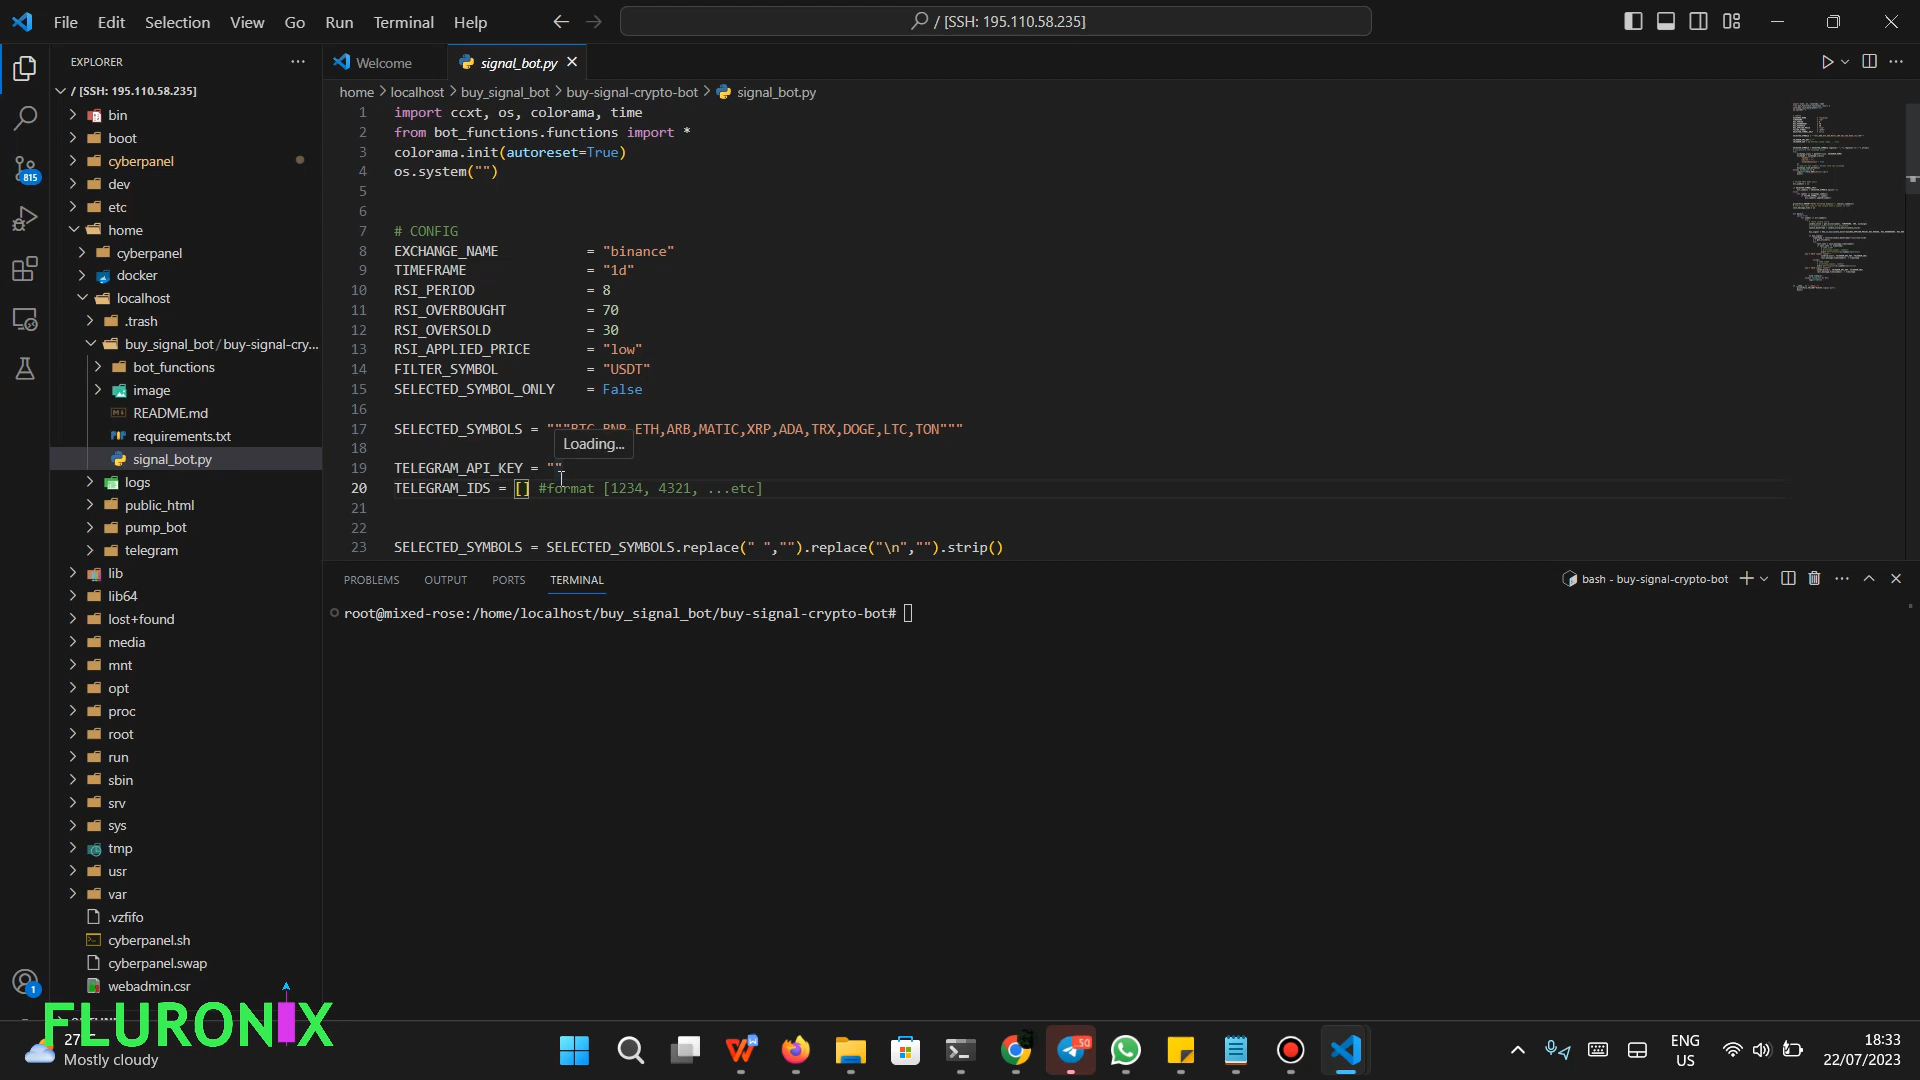 File Edit Selection View Go Run Terminal Help
/ [SSH: 195.110.58.235]
EXPLORER
/ [SSH: 195.110.58.235]
bin
boot
cyberpanel
dev
etc
home
cyberpanel
docker
localhost
.trash
buy_signal_bot / buy-signal-cry...
bot_functions
image
README.md
requirements.txt
signal_bot.py
logs
public_html
pump_bot
telegram
lib
lib64
lost+found
media
mnt
opt
proc
root
run
sbin
srv
sys
tmp
usr
var
.vzfifo
cyberpanel.sh
cyberpanel.swap
webadmin.csr
815
1
Welcome
signal_bot.py
home > localhost > buy_signal_bot > buy-signal-crypto-bot > signal_bot.py
1 import ccxt, os, colorama, time
2 from bot_functions.functions import *
3 colorama.init(autoreset=True)
4 os.system("")
5
6
7 # CONFIG
8 EXCHANGE_NAME = "binance"
9 TIMEFRAME = "1d"
10 RSI_PERIOD = 8
11 RSI_OVERBOUGHT = 70
12 RSI_OVERSOLD = 30
13 RSI_APPLIED_PRICE = "low"
14 FILTER_SYMBOL = "USDT"
15 SELECTED_SYMBOL_ONLY = False
16
17 SELECTED_SYMBOLS = """BTC,BNB,ETH,ARB,MATIC,XRP,ADA,TRX,DOGE,LTC,TON"""
Loading...
18
19 TELEGRAM_API_KEY = ""
20 TELEGRAM_IDS = [] #format [1234, 4321, ...etc]
21
22
23 SELECTED_SYMBOLS = SELECTED_SYMBOLS.replace(" ","").replace("\n","").strip()
PROBLEMS OUTPUT PORTS TERMINAL
bash - buy-signal-crypto-bot
root@mixed-rose:/home/localhost/buy_signal_bot/buy-signal-crypto-bot#
FLURONIX
Mostly cloudy
50
ENG
US
18:33
22/07/2023